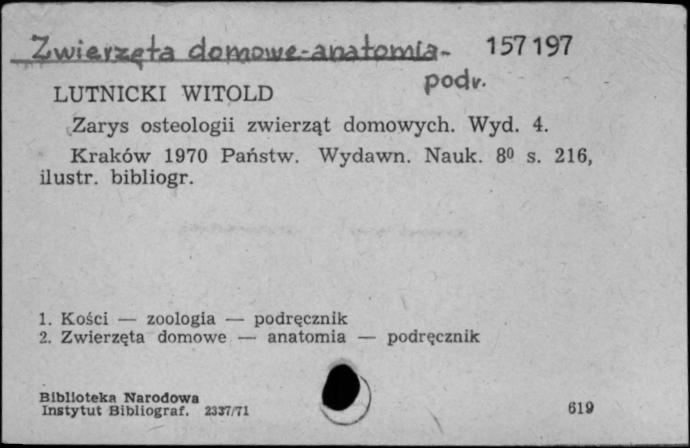 Zwierzęta domowe-anatomia- 157197
podr.
LUTNICKI WITOLD
Zarys osteologii zwierząt domowych. Wyd. 4.
Kraków 1970 Państw. Wydawn. Nauk. 8⁰ s. 216,
ilustr. bibliogr.
1. Kości — zoologia — podręcznik
2. Zwierzęta domowe — anatomia — podręcznik
Biblioteka Narodowa
Instytut Bibliograf. 2337/71 619